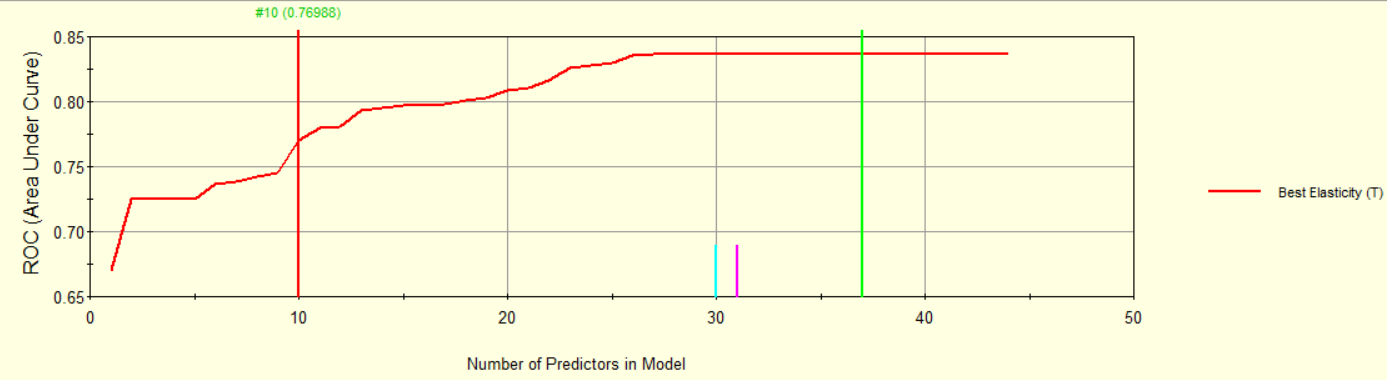 #10 (0.76988)
ROC (Area Under Curve)
0.85
0.80
0.75
0.70
0.65
0 10 20 30 40 50
Number of Predictors in Model
Best Elasticity (T)